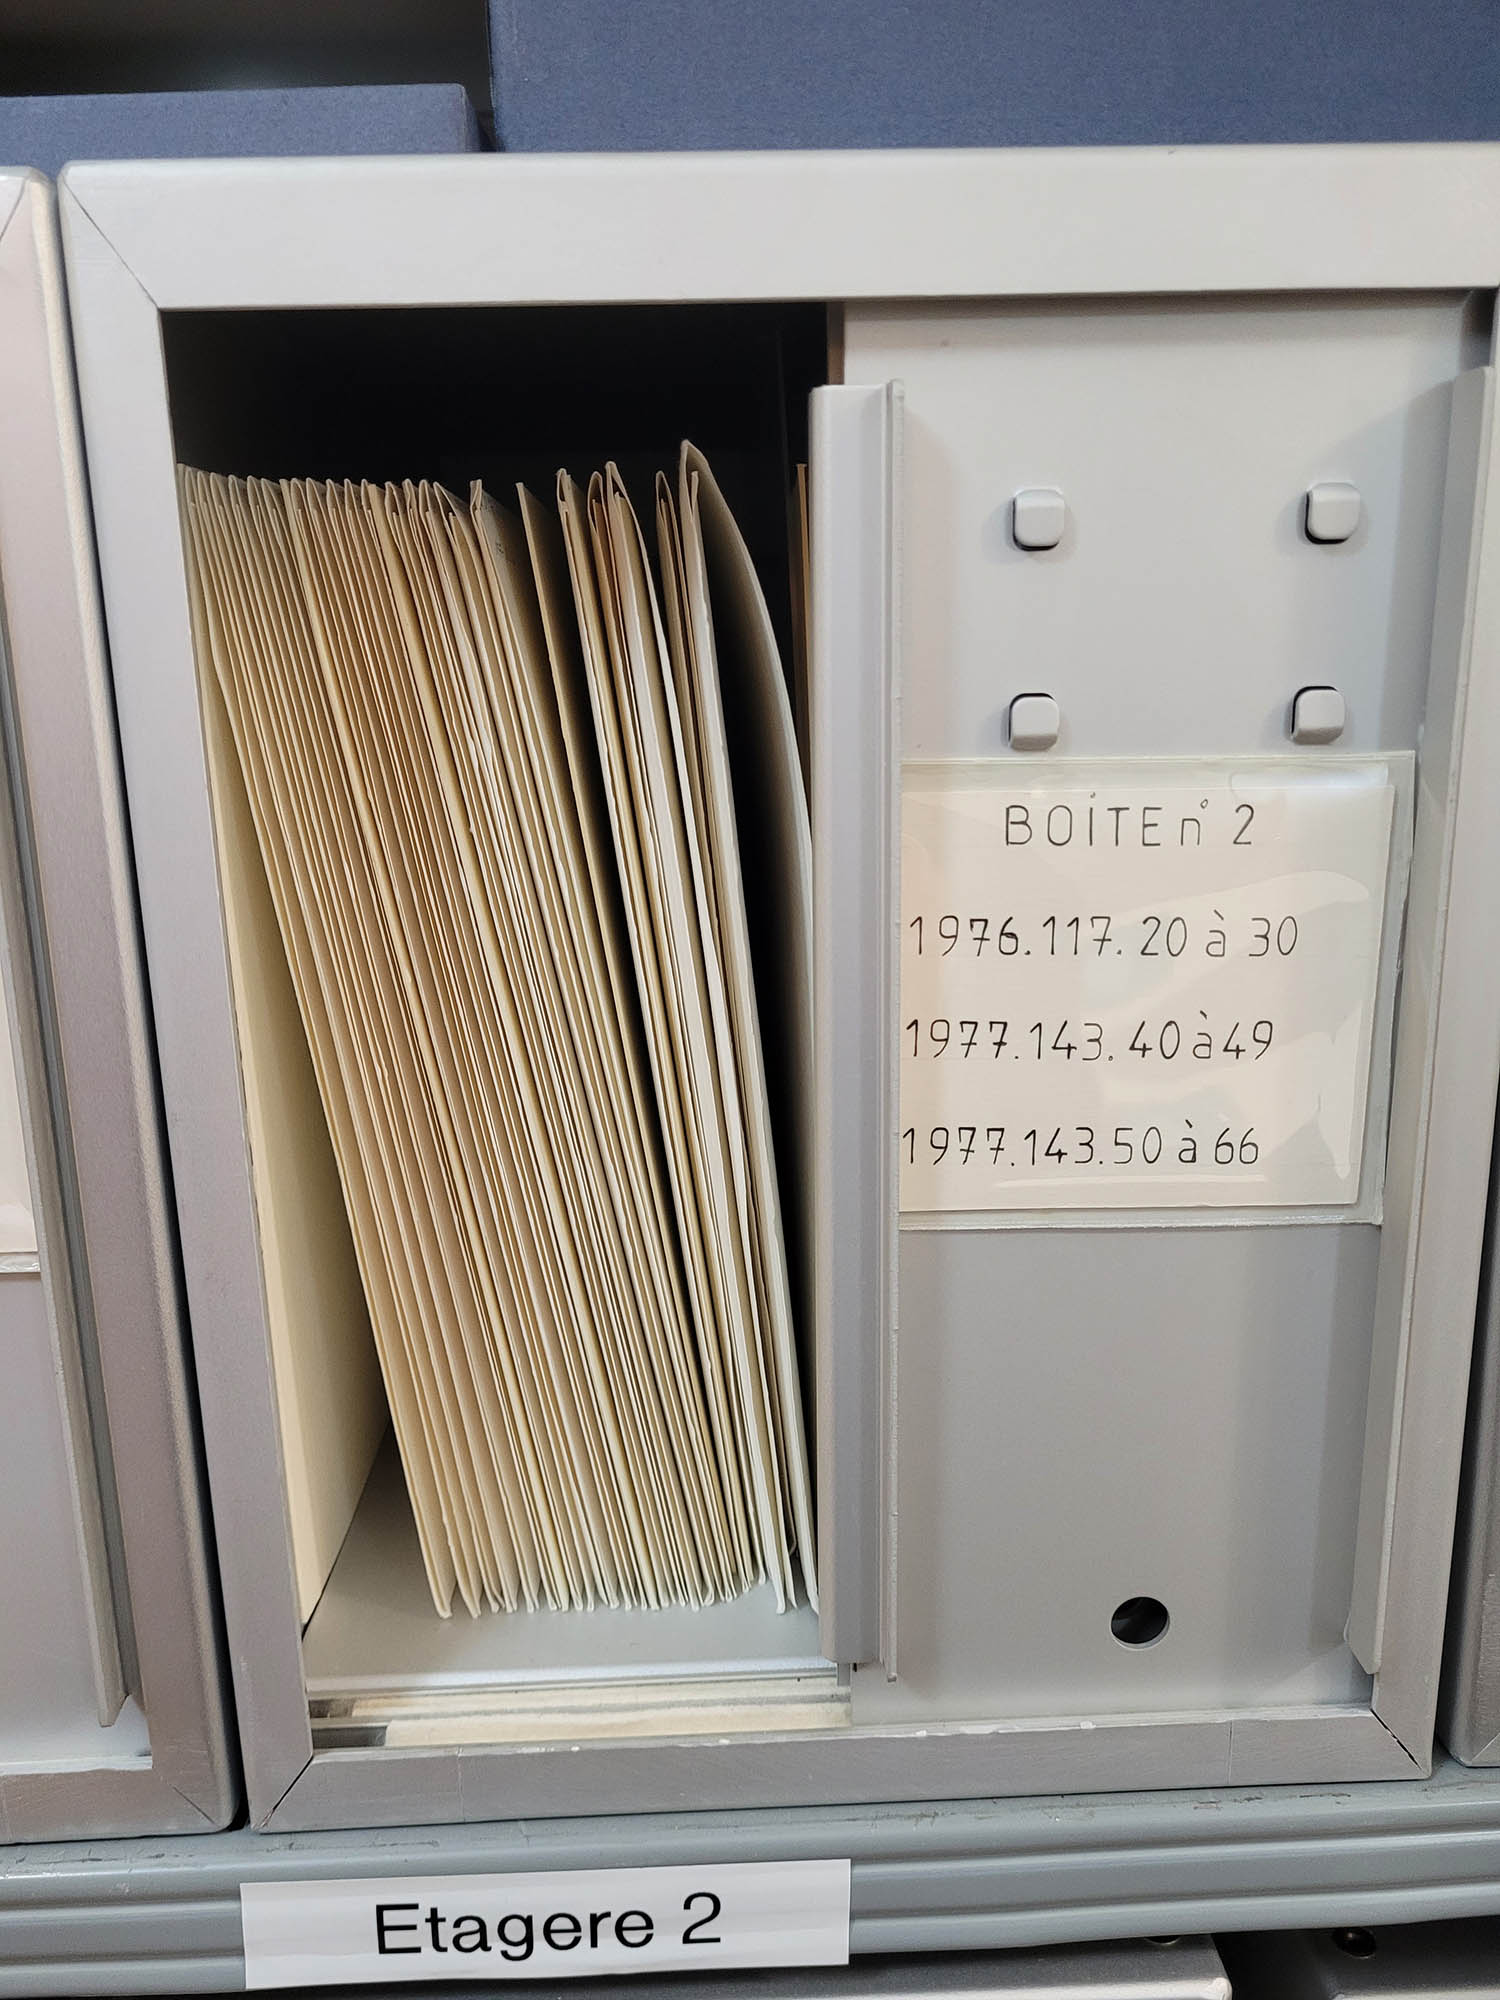 BOiTE n° 2
1976.117.20 à 30
1977.143.40 à 49
1977.143.50 à 66
Etagere 2